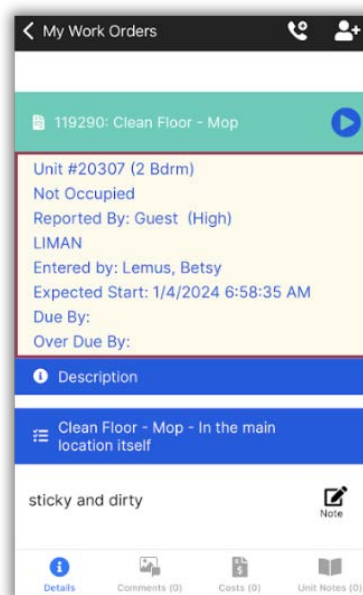 My Work Orders
119290: Clean Floor - Mop
Unit #20307 (2 Bdrm)
Not Occupied
Reported By: Guest (High)
LIMAN
Entered by: Lemus, Betsy
Expected Start: 1/4/2024 6:58:35 AM
Due By:
Over Due By:
Description
Clean Floor - Mop - In the main
location itself
sticky and dirty
Note
Details Comments (0) Costs (0) Unit Notes (0)